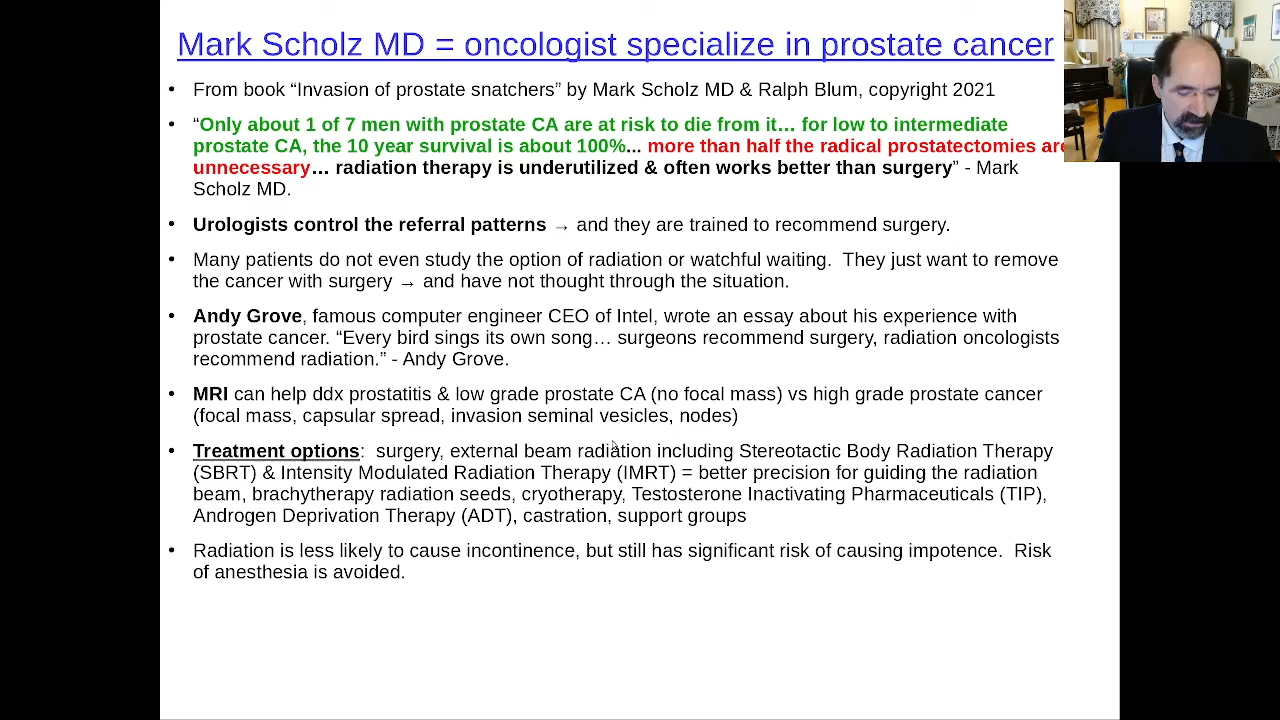 Mark Scholz MD = oncologist specialize in prostate cancer
• From book “Invasion of prostate snatchers” by Mark Scholz MD & Ralph Blum, copyright 2021
• “Only about 1 of 7 men with prostate CA are at risk to die from it… for low to intermediate
prostate CA, the 10 year survival is about 100%... more than half the radical prostatectomies are
unnecessary… radiation therapy is underutilized & often works better than surgery” - Mark
Scholz MD.
• Urologists control the referral patterns → and they are trained to recommend surgery.
• Many patients do not even study the option of radiation or watchful waiting.  They just want to remove
the cancer with surgery → and have not thought through the situation.
• Andy Grove, famous computer engineer CEO of Intel, wrote an essay about his experience with
prostate cancer. “Every bird sings its own song… surgeons recommend surgery, radiation oncologists
recommend radiation.” - Andy Grove.
• MRI can help ddx prostatitis & low grade prostate CA (no focal mass) vs high grade prostate cancer
(focal mass, capsular spread, invasion seminal vesicles, nodes)
• Treatment options:  surgery, external beam radiation including Stereotactic Body Radiation Therapy
(SBRT) & Intensity Modulated Radiation Therapy (IMRT) = better precision for guiding the radiation
beam, brachytherapy radiation seeds, cryotherapy, Testosterone Inactivating Pharmaceuticals (TIP),
Androgen Deprivation Therapy (ADT), castration, support groups
• Radiation is less likely to cause incontinence, but still has significant risk of causing impotence.  Risk
of anesthesia is avoided.